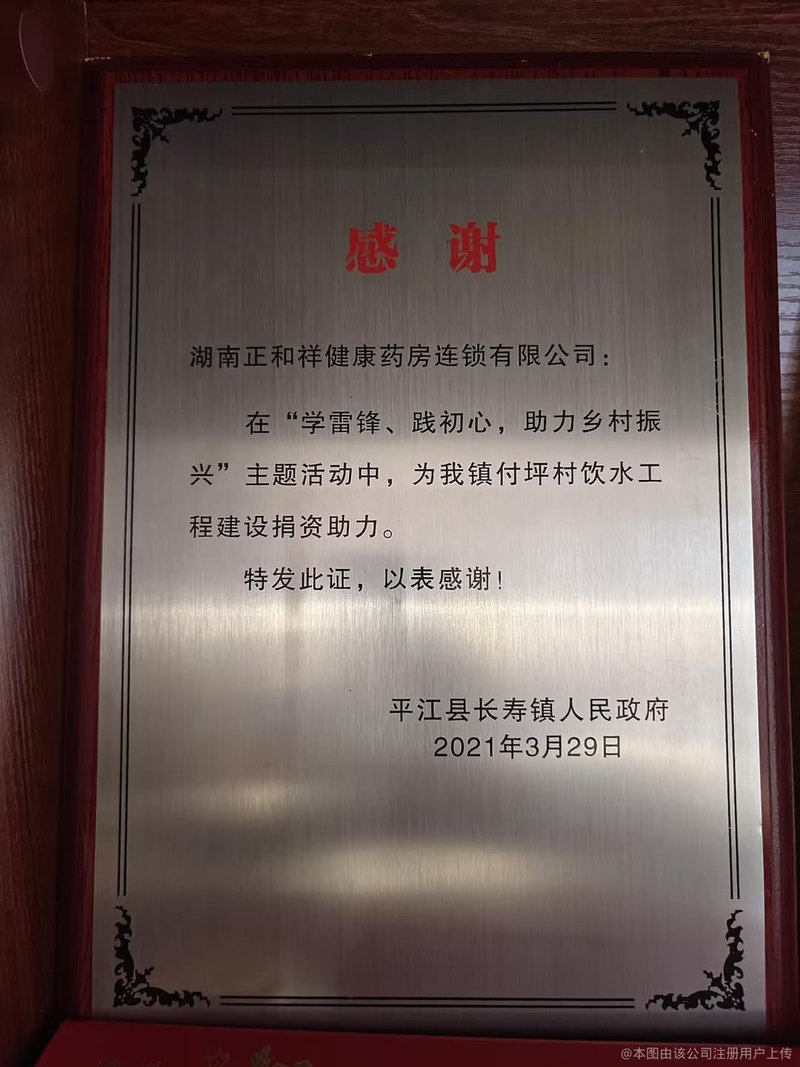 感 谢
湖南正和祥健康药房连锁有限公司：
在“学雷锋、践初心，助力乡村振
兴”主题活动中，为我镇付坪村饮水工
程建设捐资助力。
特发此证，以表感谢！
平江县长寿镇人民政府
2021年3月29日
@本图由该公司注册用户上传